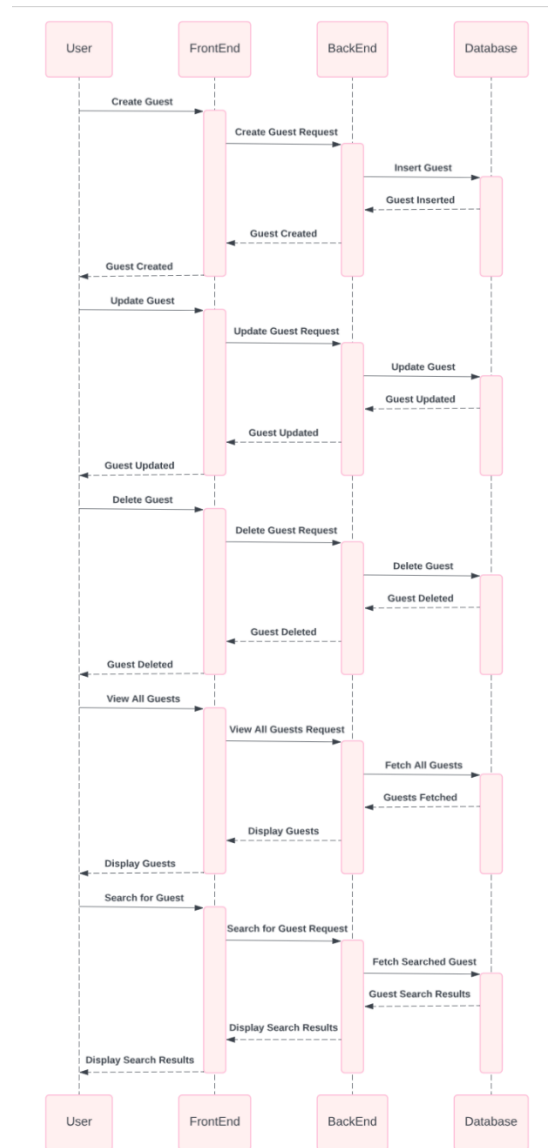 User FrontEnd BackEnd Database
Create Guest
Create Guest Request
Insert Guest
Guest Inserted
Guest Created
Guest Created
Update Guest
Update Guest Request
Update Guest
Guest Updated
Guest Updated
Guest Updated
Delete Guest
Delete Guest Request
Delete Guest
Guest Deleted
Guest Deleted
Guest Deleted
View All Guests
View All Guests Request
Fetch All Guests
Guests Fetched
Display Guests
Display Guests
Search for Guest
Search for Guest Request
Fetch Searched Guest
Guest Search Results
Display Search Results
Display Search Results
User FrontEnd BackEnd Database